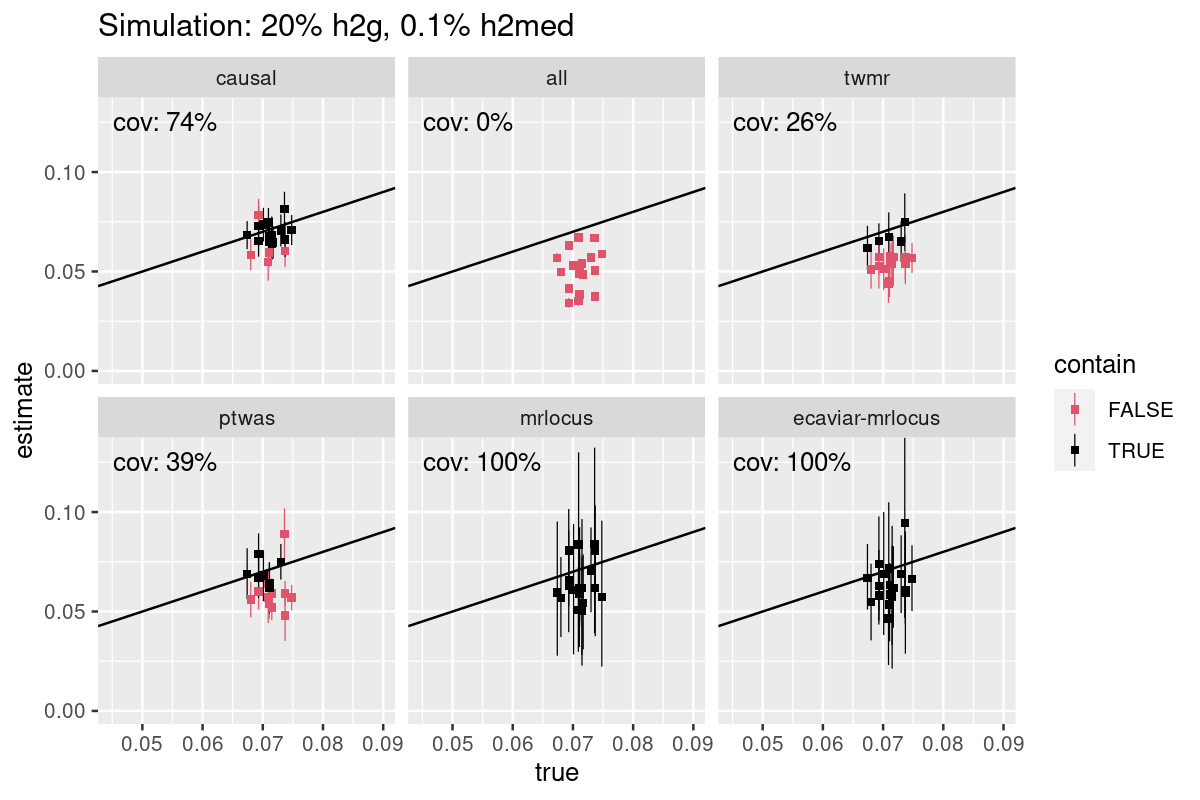 Simulation: 20% h2g, 0.1% h2med
causal
all
twmr
cov: 74%
cov: 0%
cov: 26%
0.10
0.05
0.00
ptwas
mrlocus
ecaviar-mrlocus
cov: 39%
cov: 100%
cov: 100%
0.10
0.05
0.00
0.05 0.06 0.07 0.08 0.09
0.05 0.06 0.07 0.08 0.09
0.05 0.06 0.07 0.08 0.09
true
estimate
contain
FALSE
TRUE